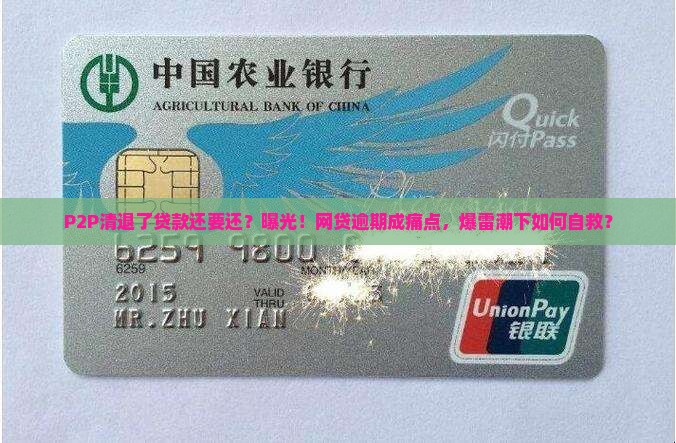 中国农业银行
AGRICULTURAL BANK OF CHINA
Quick
闪付Pass
P2P清退了贷款还要还？曝光！网贷逾期成痛点，爆雷潮下如何自救？
6259
2015 VALID
THRU
MR.ZHU XIAN
UnionPay
银联